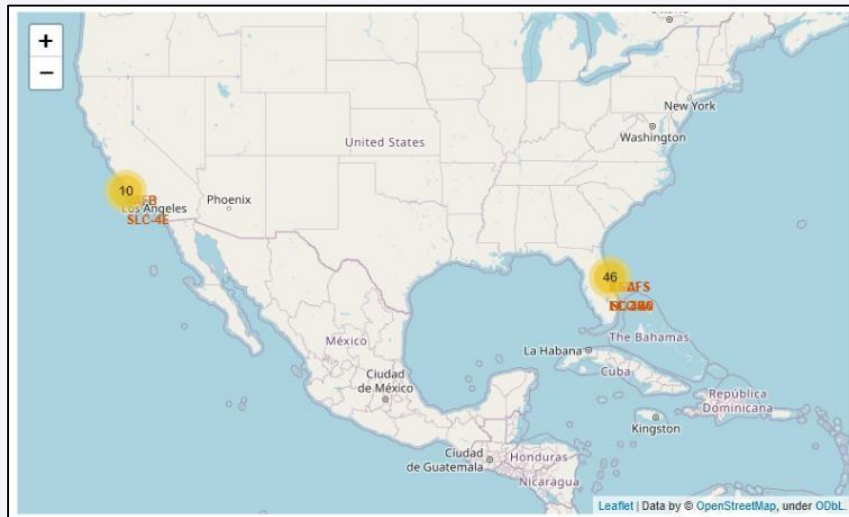 +
−
United States
New York
Washington
10
Los Angeles
SLC-4E
Phoenix
46
México
La Habana
The Bahamas
Cuba
Ciudad
de México
República
Dominicana
Kingston
Ciudad
de Guatemala
Honduras
Nicaragua
Leaflet | Data by © OpenStreetMap, under ODbL.